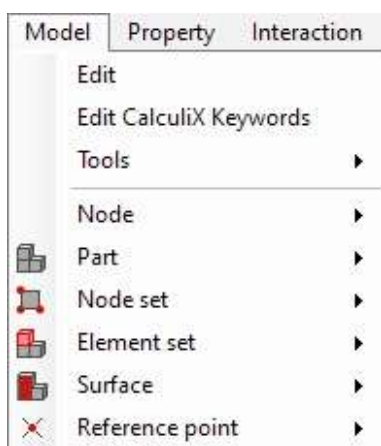 Model Property Interaction
Edit
Edit CalculiX Keywords
Tools
Node
Part
Node set
Element set
Surface
Reference point